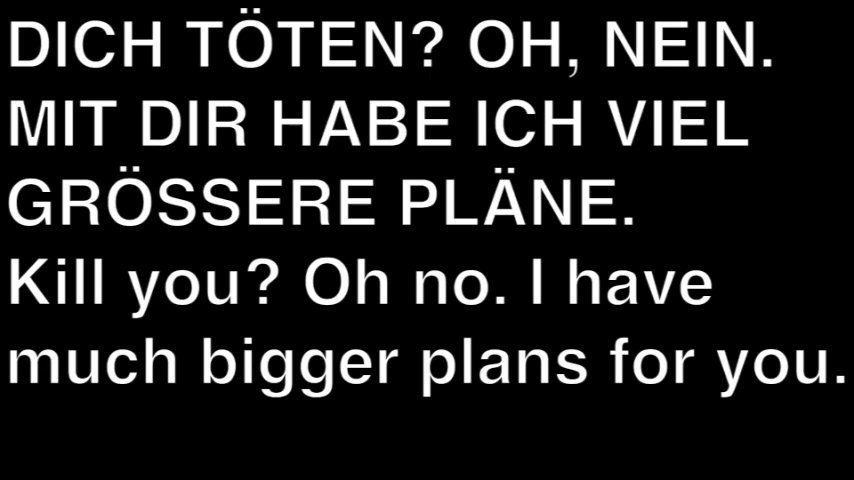 DICH TÖTEN? OH, NEIN.
MIT DIR HABE ICH VIEL
GRÖSSERE PLÄNE.
Kill you? Oh no. I have
much bigger plans for you.